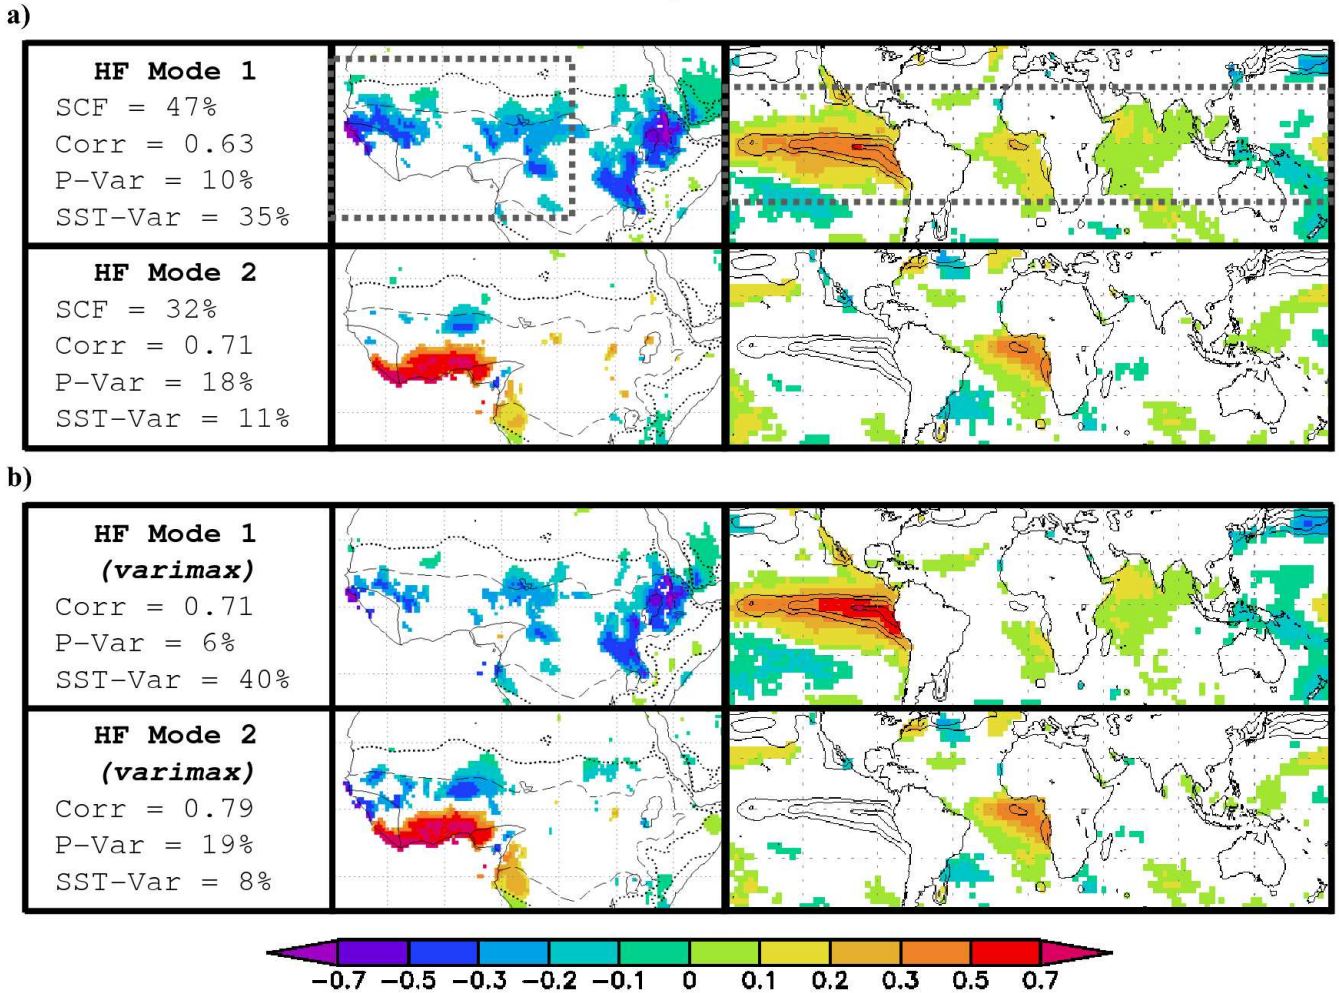 a)
HF Mode 1
SCF = 47%
Corr = 0.63
P-Var = 10%
SST-Var = 35%
HF Mode 2
SCF = 32%
Corr = 0.71
P-Var = 18%
SST-Var = 11%
b)
HF Mode 1
(varimax)
Corr = 0.71
P-Var = 6%
SST-Var = 40%
HF Mode 2
(varimax)
Corr = 0.79
P-Var = 19%
SST-Var = 8%
-0.7 -0.5 -0.3 -0.2 -0.1 0 0.1 0.2 0.3 0.5 0.7